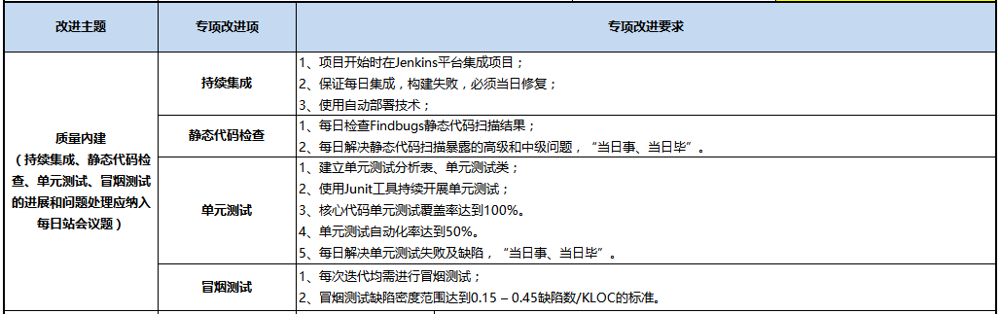 改进主题
专项改进项
专项改进要求
质量内建
（持续集成、静态代码检
查、单元测试、冒烟测试
的进展和问题处理应纳入
每日站会议题）
持续集成
1、项目开始时在Jenkins平台集成项目；
2、保证每日集成，构建失败，必须当日修复；
3、使用自动部署技术；
静态代码检查
1、每日检查Findbugs静态代码扫描结果；
2、每日解决静态代码扫描暴露的高级和中级问题，“当日事、当日毕”。
单元测试
1、建立单元测试分析表、单元测试类；
2、使用Junit工具持续开展单元测试；
3、核心代码单元测试覆盖率达到100%。
4、单元测试自动化率达到50%。
5、每日解决单元测试失败及缺陷，“当日事、当日毕”。
冒烟测试
1、每次迭代均需进行冒烟测试；
2、冒烟测试缺陷密度范围达到0.15 – 0.45缺陷数/KLOC的标准。